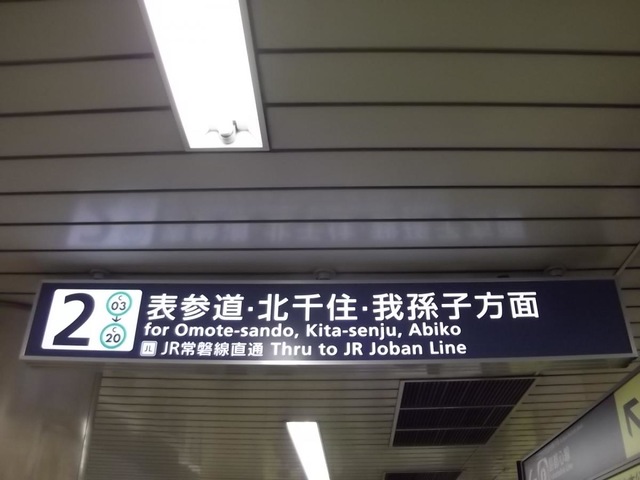 2 C 03 C 20 表参道・北千住・我孫子方面
for Omote-sando, Kita-senju, Abiko
JR JR常磐線直通 Thru to JR Joban Line